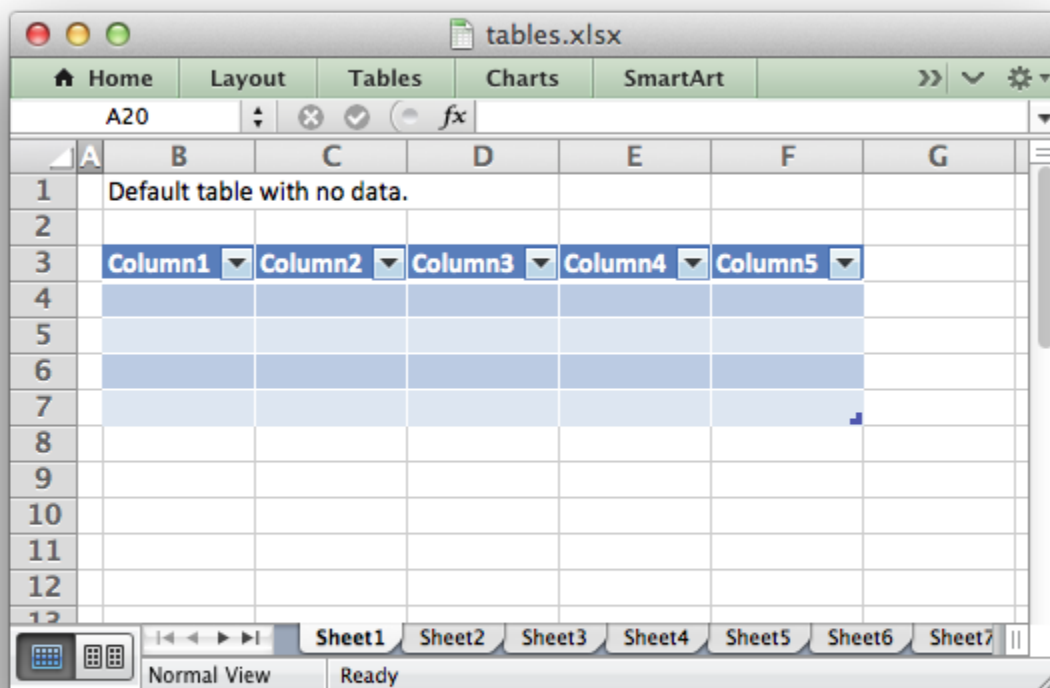 tables.xlsx
Home Layout Tables Charts SmartArt
A20 fx
A B C D E F G
1 Default table with no data.
2
3 Column1 Column2 Column3 Column4 Column5
4
5
6
7
8
9
10
11
12
13
Sheet1 Sheet2 Sheet3 Sheet4 Sheet5 Sheet6 Sheet7
Normal View Ready